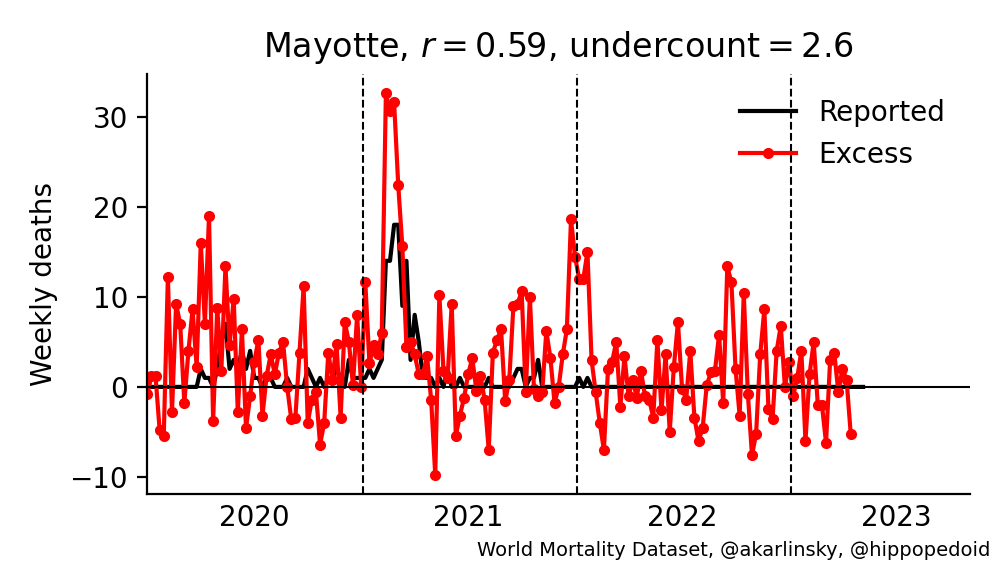 Mayotte, r = 0.59, undercount = 2.6
Weekly deaths
30
20
10
0
−10
Reported
Excess
2020 2021 2022 2023
World Mortality Dataset, @akarlinsky, @hippopedoid